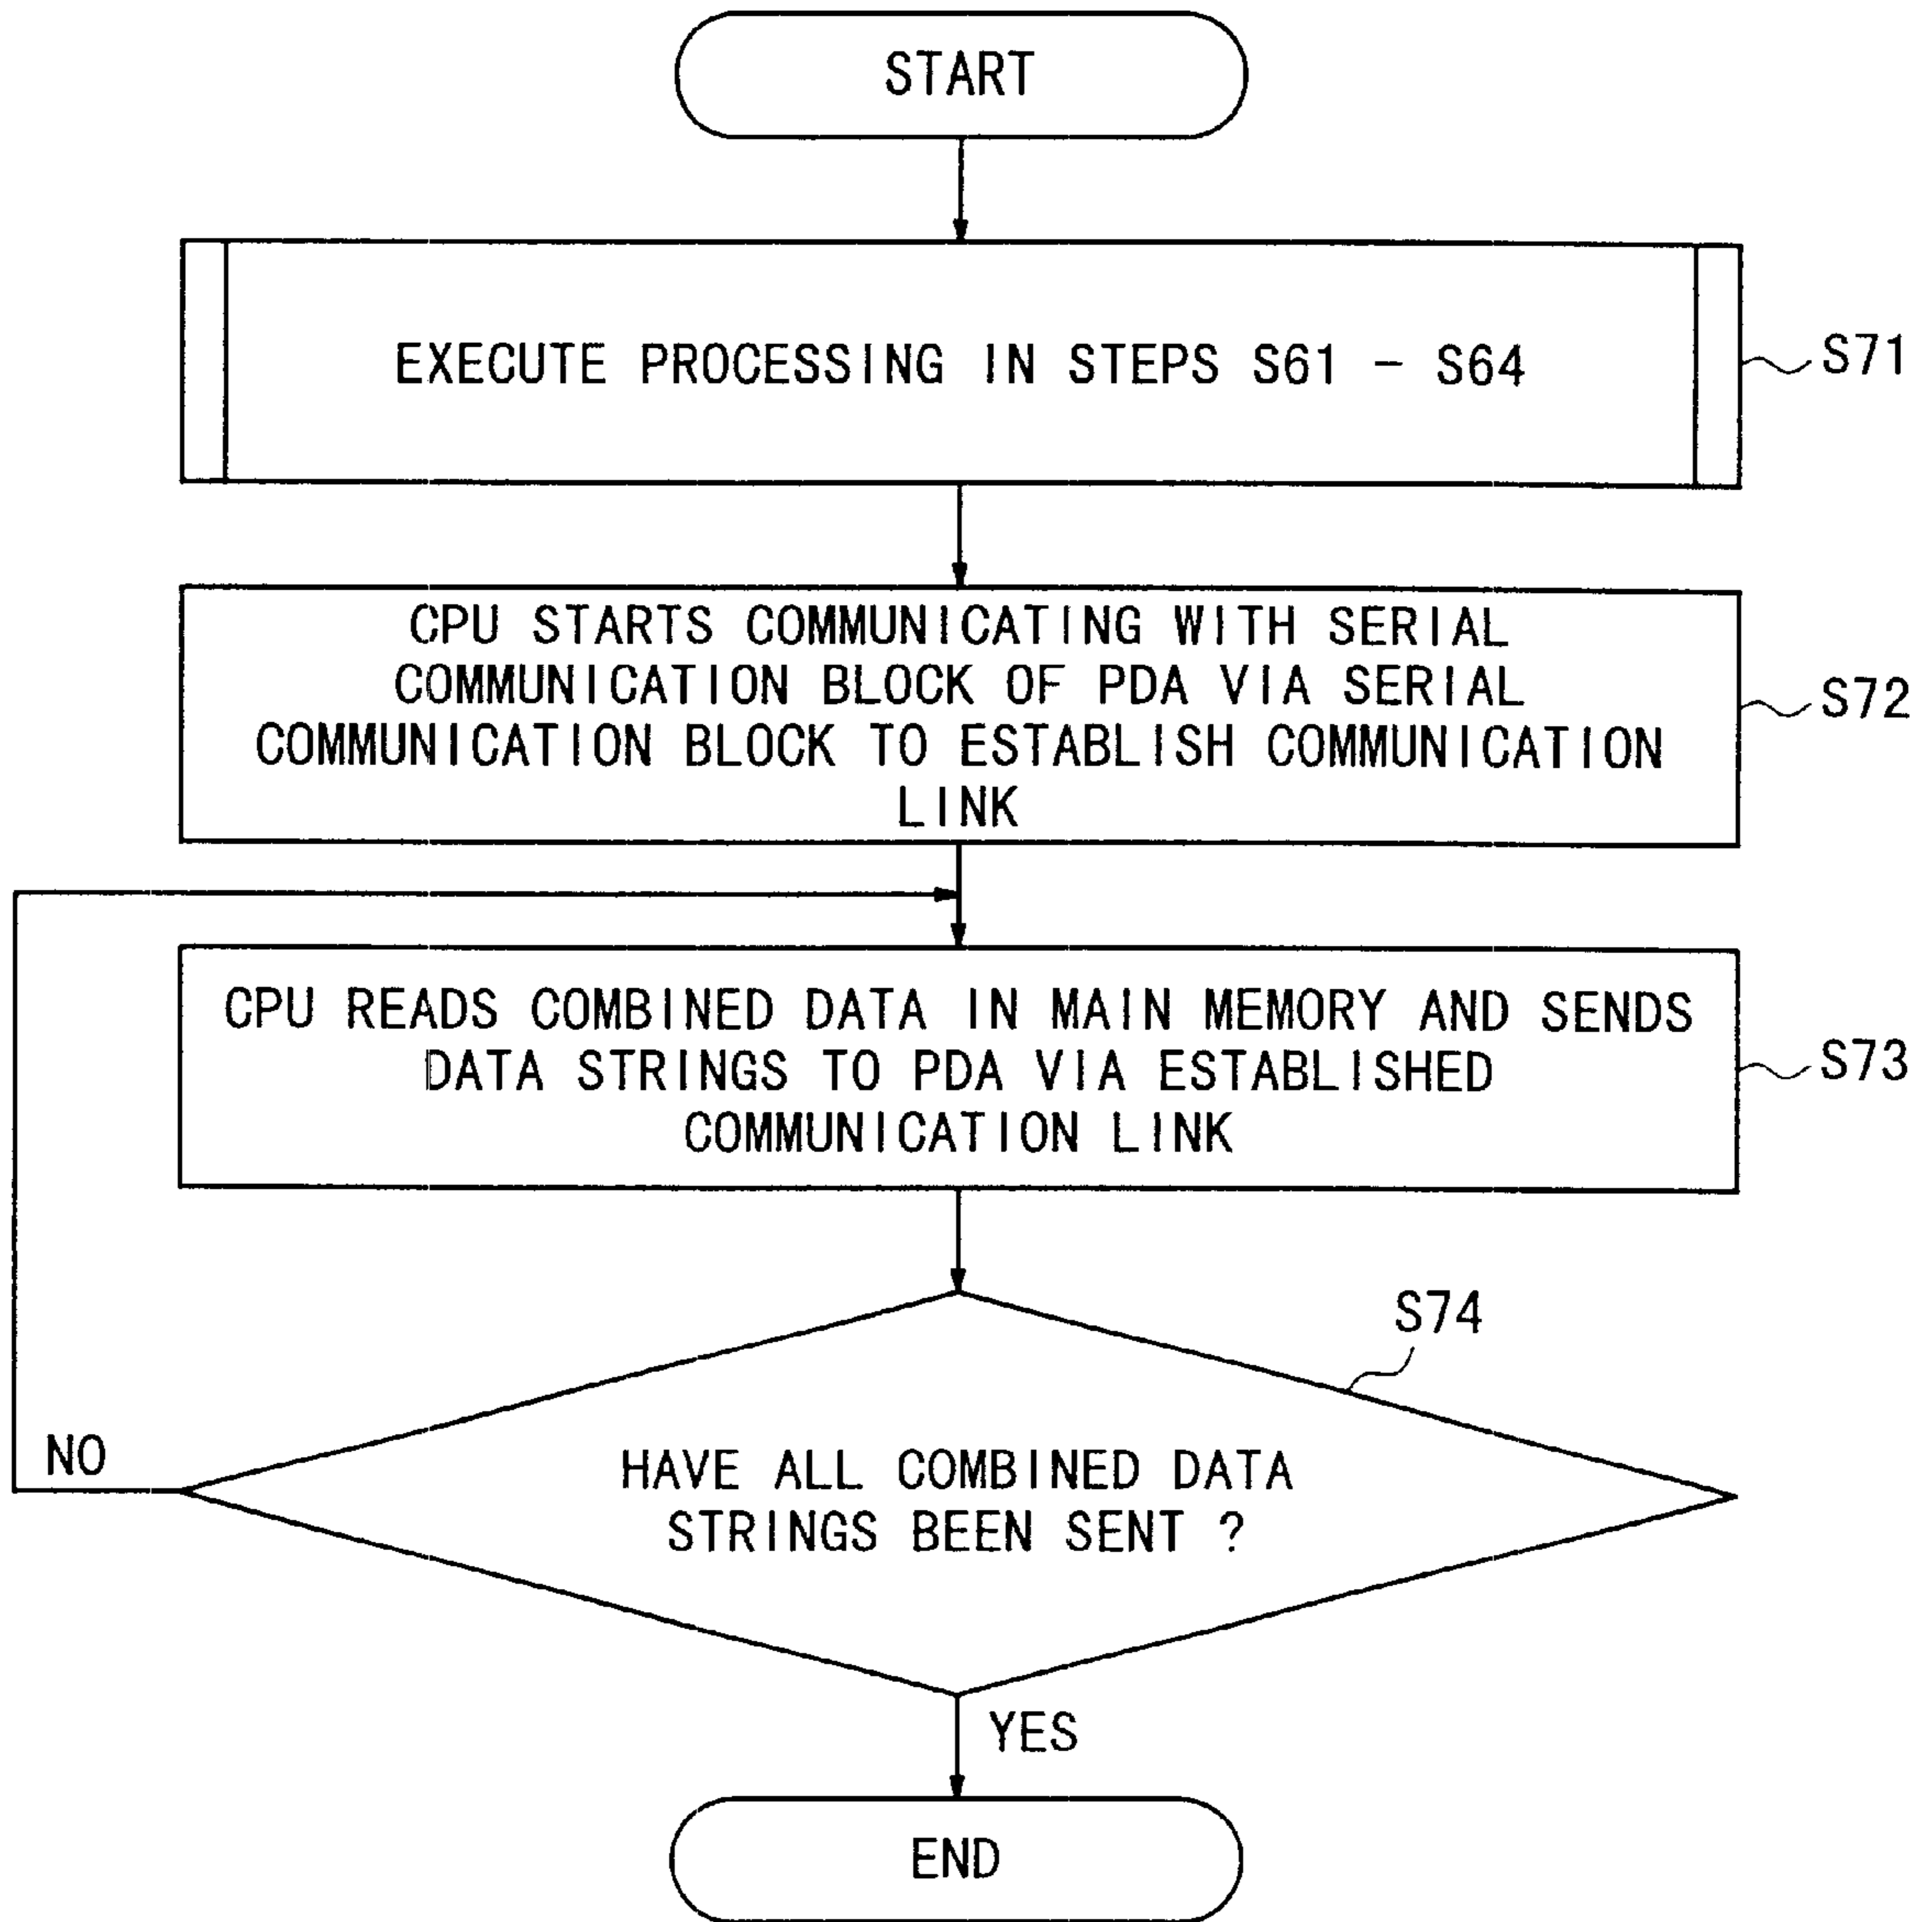 START
EXECUTE PROCESSING IN STEPS S61 - S64
S71
CPU STARTS COMMUNICATING WITH SERIAL
COMMUNICATION BLOCK OF PDA VIA SERIAL
COMMUNICATION BLOCK TO ESTABLISH COMMUNICATION
LINK
S72
CPU READS COMBINED DATA IN MAIN MEMORY AND SENDS
DATA STRINGS TO PDA VIA ESTABLISHED
COMMUNICATION LINK
S73
S74
HAVE ALL COMBINED DATA
STRINGS BEEN SENT ?
NO
YES
END